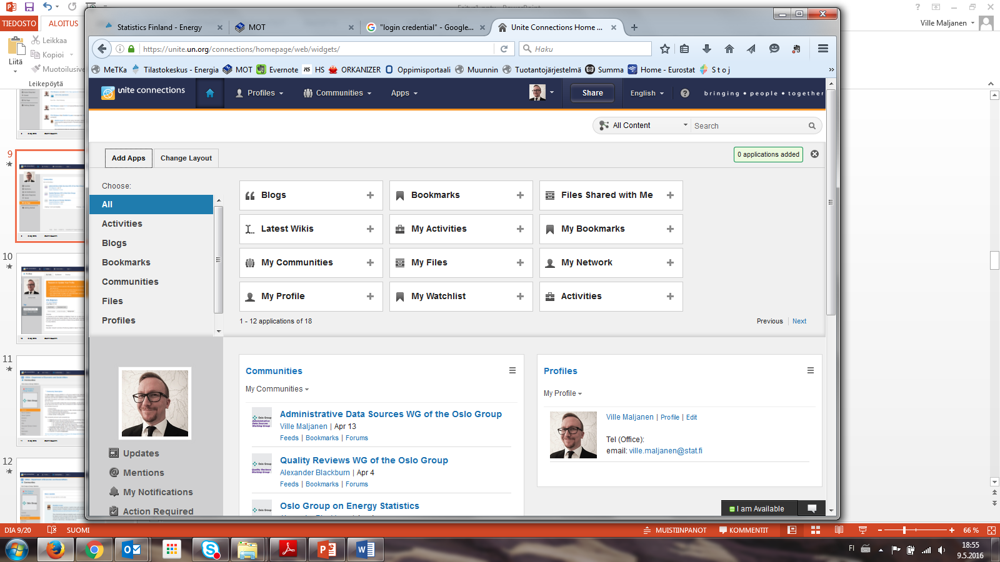 Ville Maljanen
TIEDOSTO
ALOITUS
Leikkaa
Kopioi
Muotoilusive
Liitä
Leikepöytä
Statistics Finland - Energy
MOT
"login credential" - Google...
Unite Connections Home ...
https://unite.un.org/connections/homepage/web/widgets/
Haku
MeTKa
Tilastokeskus - Energia
MOT
Evernote
HS HS
ORKANIZER
Oppimisportaali
Muunnin
Tuotantojärjestelmä
Summa
Home - Eurostat
S t o j
unite connections
Profiles
Communities
Apps
Share
English
bringing • people • together
All Content
Search
Add Apps
Change Layout
0 applications added
Choose:
All
Activities
Blogs
Bookmarks
Communities
Files
Profiles
Blogs
Bookmarks
Files Shared with Me
Latest Wikis
My Activities
My Bookmarks
My Communities
My Files
My Network
My Profile
My Watchlist
Activities
1 - 12 applications of 18
Previous
Next
Updates
Mentions
My Notifications
Action Required
Communities
My Communities
Administrative Data Sources WG of the Oslo Group
Ville Maljanen | Apr 13
Feeds | Bookmarks | Forums
Quality Reviews WG of the Oslo Group
Alexander Blackburn | Apr 4
Feeds | Bookmarks | Forums
Oslo Group on Energy Statistics
Profiles
My Profile
Ville Maljanen | Profile | Edit
Tel (Office):
email: ville.maljanen@stat.fi
I am Available
9
10
11
12
DIA 9/20
SUOMI
MUISTIINPANOT
KOMMENTIT
66 %
FI
18:55
9.5.2016